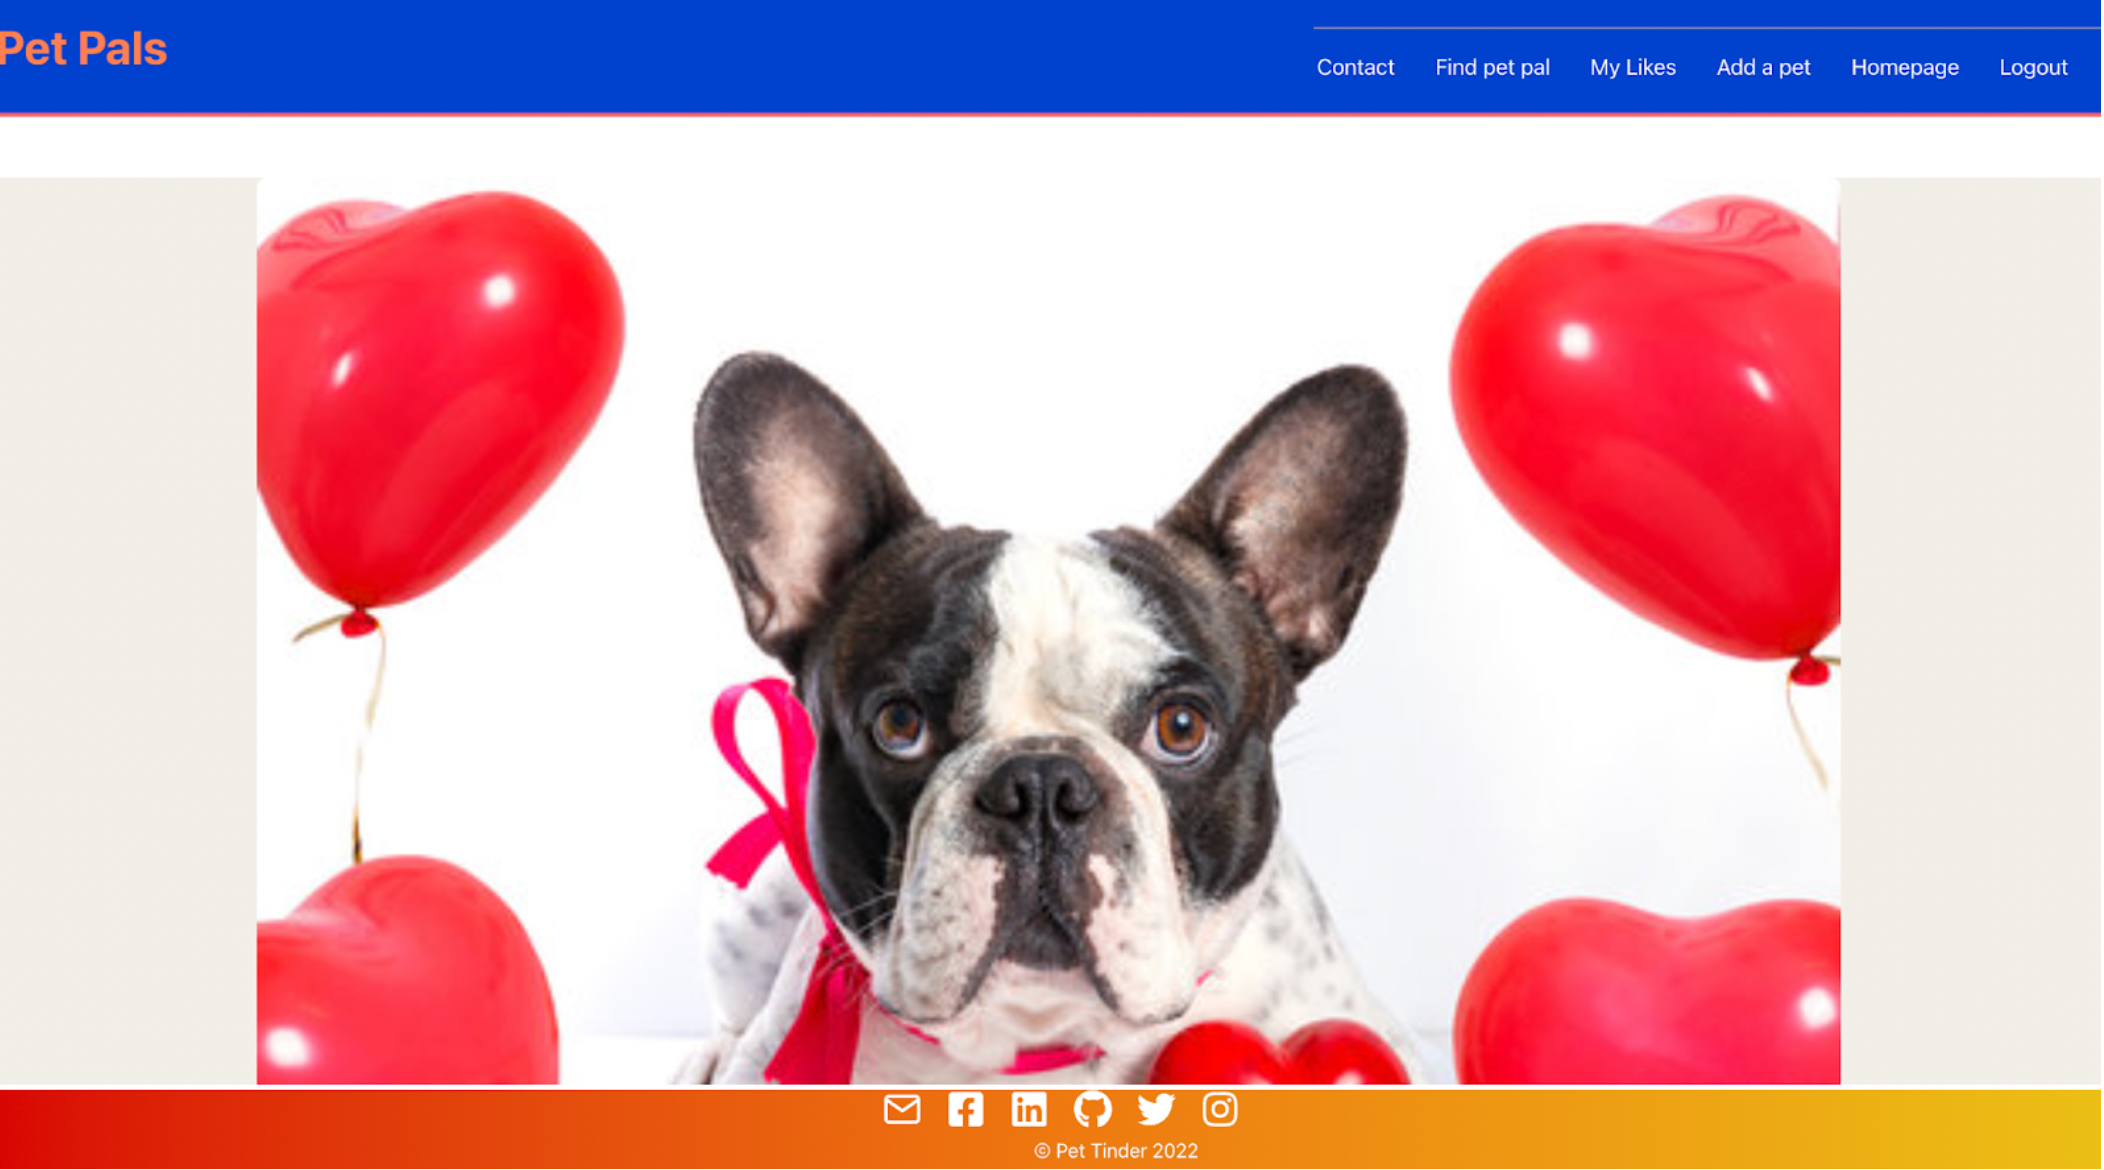 Pet Pals
Contact Find pet pal My Likes Add a pet Homepage Logout
© Pet Tinder 2022